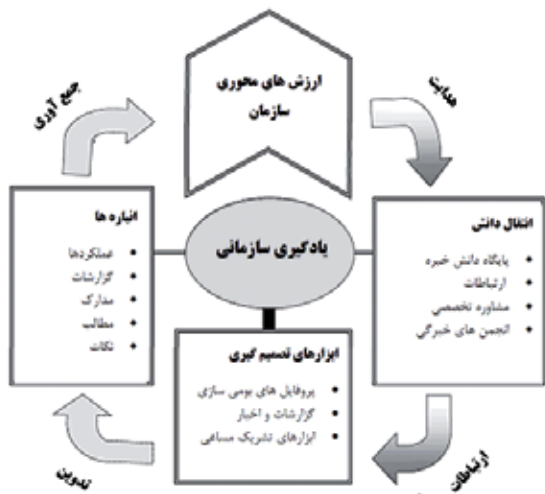 ارزش های محوری
سازمان
هدایت
جمع آوری
انتقال دانش
• پایگاه دانش خبره
• ارتباطات
• مشاوره تخصصی
• انجمن های خبرگی
یادگیری سازمانی
انباره ها
• عملکردها
• گزارشات
• مدارک
• مطالب
• نکات
ابزارهای تصمیم گیری
• پروفایل های بومی سازی
• گزارشات و اخبار
• ابزارهای تشریک مساعی
ارتباطات
تدوین